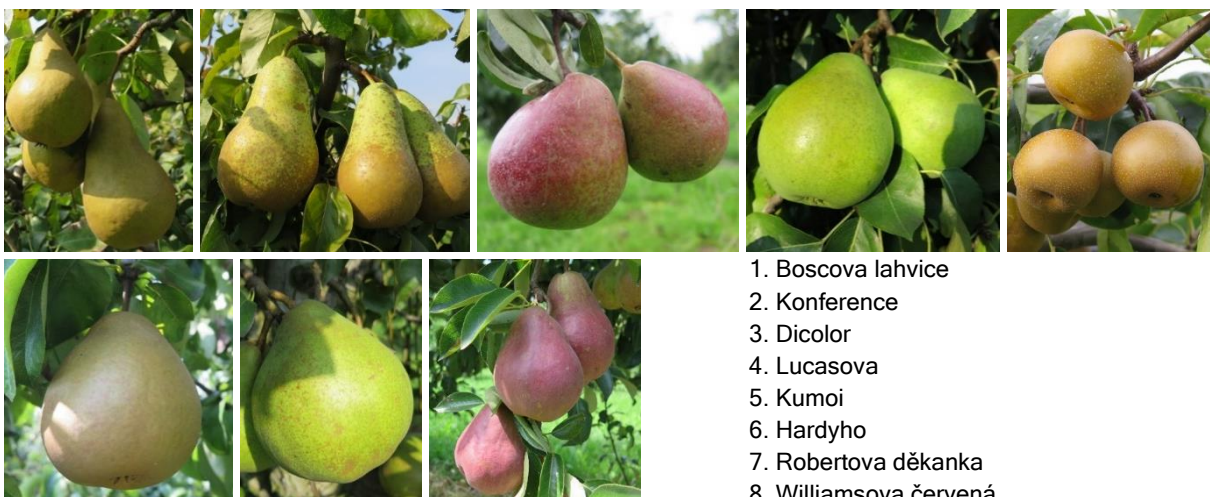 1. Boscova lahvice
2. Konference
3. Dicolor
4. Lucasova
5. Kumoi
6. Hardyho
7. Robertova děkanka
8. Williamsova červená